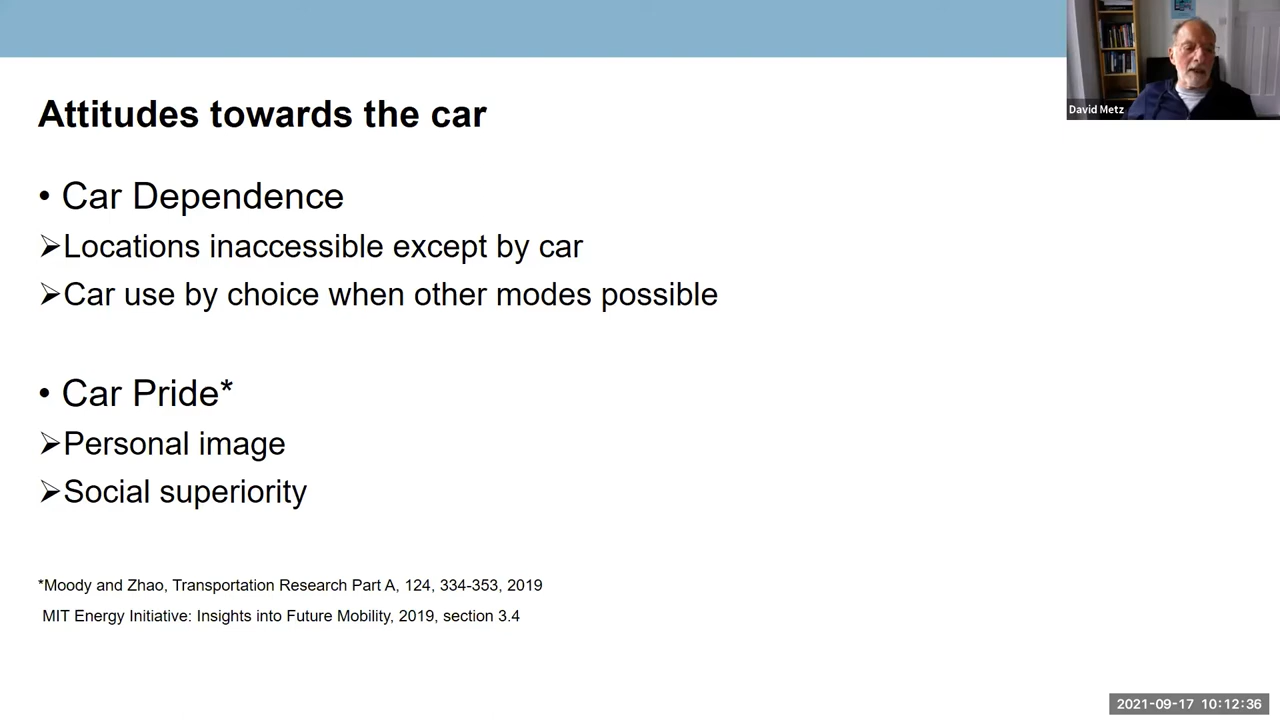 David Metz
Attitudes towards the car
• Car Dependence
➢Locations inaccessible except by car
➢Car use by choice when other modes possible
• Car Pride*
➢Personal image
➢Social superiority
*Moody and Zhao, Transportation Research Part A, 124, 334-353, 2019
MIT Energy Initiative: Insights into Future Mobility, 2019, section 3.4
2021-09-17 10:12:36